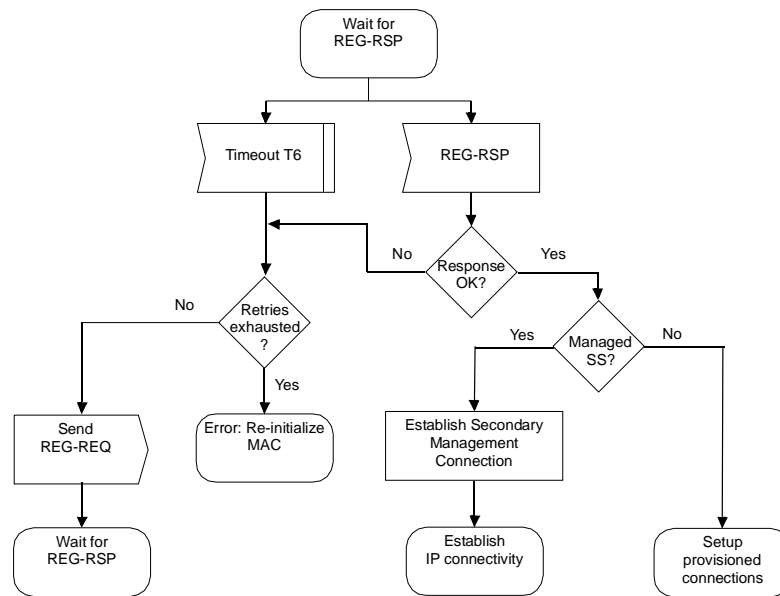 Wait for
REG-RSP
Timeout T6
REG-RSP
No
Response
OK?
Yes
No
Retries
exhausted
?
Yes
Managed
SS?
No
Yes
Send
REG-REQ
Error: Re-initialize
MAC
Establish Secondary
Management
Connection
Wait for
REG-RSP
Establish
IP connectivity
Setup
provisioned
connections